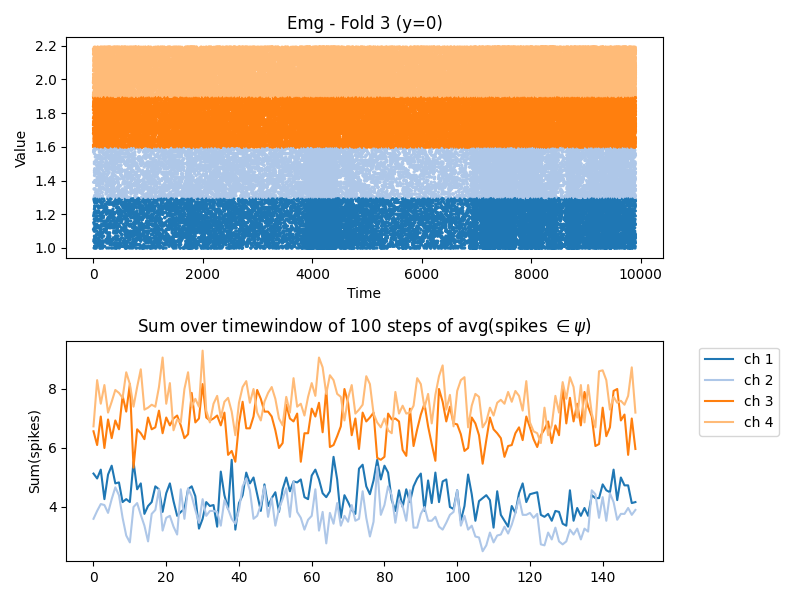 Emg - Fold 3 (y=0)
2.2
2.0
1.8
1.6
1.4
1.2
1.0
Value
0 2000 4000 6000 8000 10000
Time
Sum over timewindow of 100 steps of avg(spikes ∈ψ)
8
6
4
Sum(spikes)
0 20 40 60 80 100 120 140
ch 1
ch 2
ch 3
ch 4